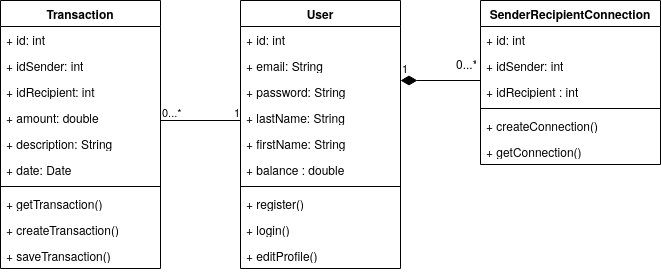 Transaction
+ id: int
+ idSender: int
+ idRecipient: int
+ amount: double
+ description: String
+ date: Date
+ getTransaction()
+ createTransaction()
+ saveTransaction()
0...*
1
User
+ id: int
+ email: String
+ password: String
+ lastName: String
+ firstName: String
+ balance : double
+ register()
+ login()
+ editProfile()
1
0...*
SenderRecipientConnection
+ id: int
+ idSender: int
+ idRecipient : int
+ createConnection()
+ getConnection()